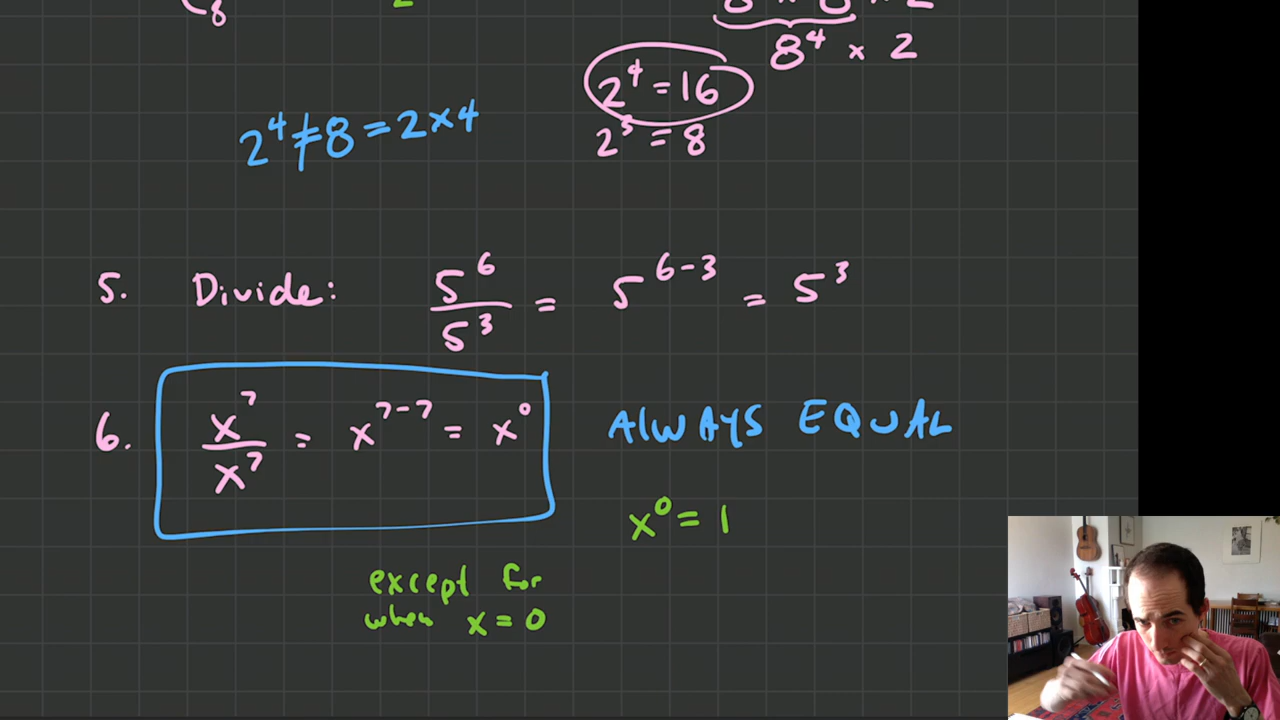 8
8⁴ × 2
2⁴ = 16
2⁴ ≠ 8 = 2 × 4
2³ = 8
5. Divide: 5⁶/5³ = 5⁶⁻³ = 5³
6. x⁷/x⁷ = x⁷⁻⁷ = x⁰ ALWAYS EQUAL
x⁰ = 1
except for
when x = 0